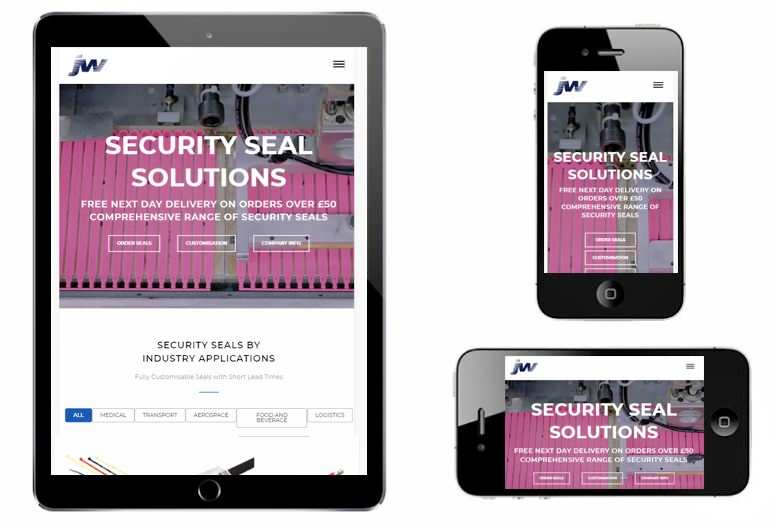 jw
SECURITY SEAL
SOLUTIONS
FREE NEXT DAY DELIVERY ON ORDERS OVER £50
COMPREHENSIVE RANGE OF SECURITY SEALS
ORDER SEALS
CUSTOMISATION
COMPANY INFO
SECURITY SEALS BY
INDUSTRY APPLICATIONS
Fully Customisable Seals with Short Lead Times
ALL
MEDICAL
TRANSPORT
AEROSPACE
FOOD AND
BEVERAGE
LOGISTICS
jw
SECURITY SEAL
SOLUTIONS
FREE NEXT DAY DELIVERY ON
ORDERS OVER £50
COMPREHENSIVE RANGE OF
SECURITY SEALS
ORDER SEALS
CUSTOMISATION
jw
SECURITY SEAL
SOLUTIONS
FREE NEXT DAY DELIVERY ON ORDERS OVER £50
COMPREHENSIVE RANGE OF SECURITY SEALS
ORDER SEALS
CUSTOMISATION
COMPANY INFO